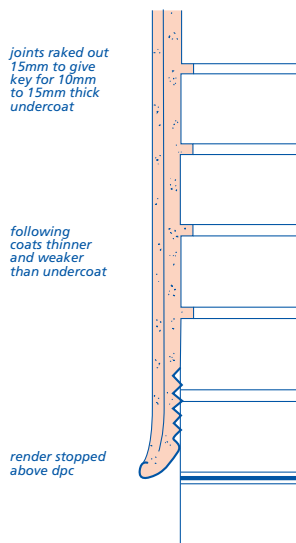 joints raked out
15mm to give
key for 10mm
to 15mm thick
undercoat
following
coats thinner
and weaker
than undercoat
render stopped
above dpc